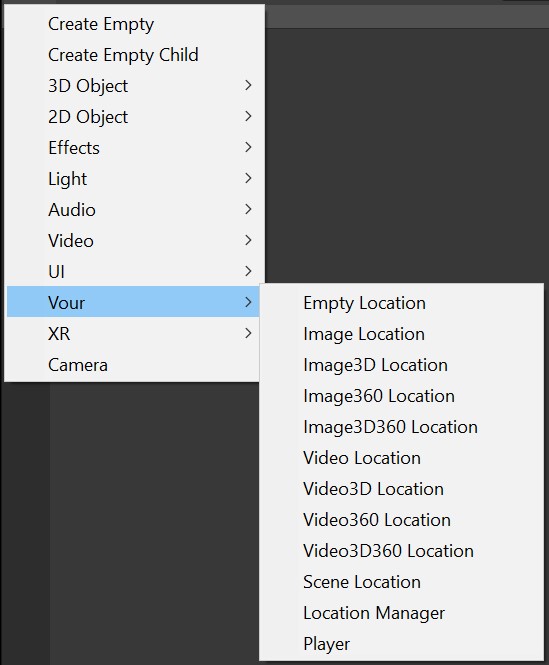 Create Empty
Create Empty Child
3D Object
2D Object
Effects
Light
Audio
Video
UI
Vour
XR
Camera
Empty Location
Image Location
Image3D Location
Image360 Location
Image3D360 Location
Video Location
Video3D Location
Video360 Location
Video3D360 Location
Scene Location
Location Manager
Player